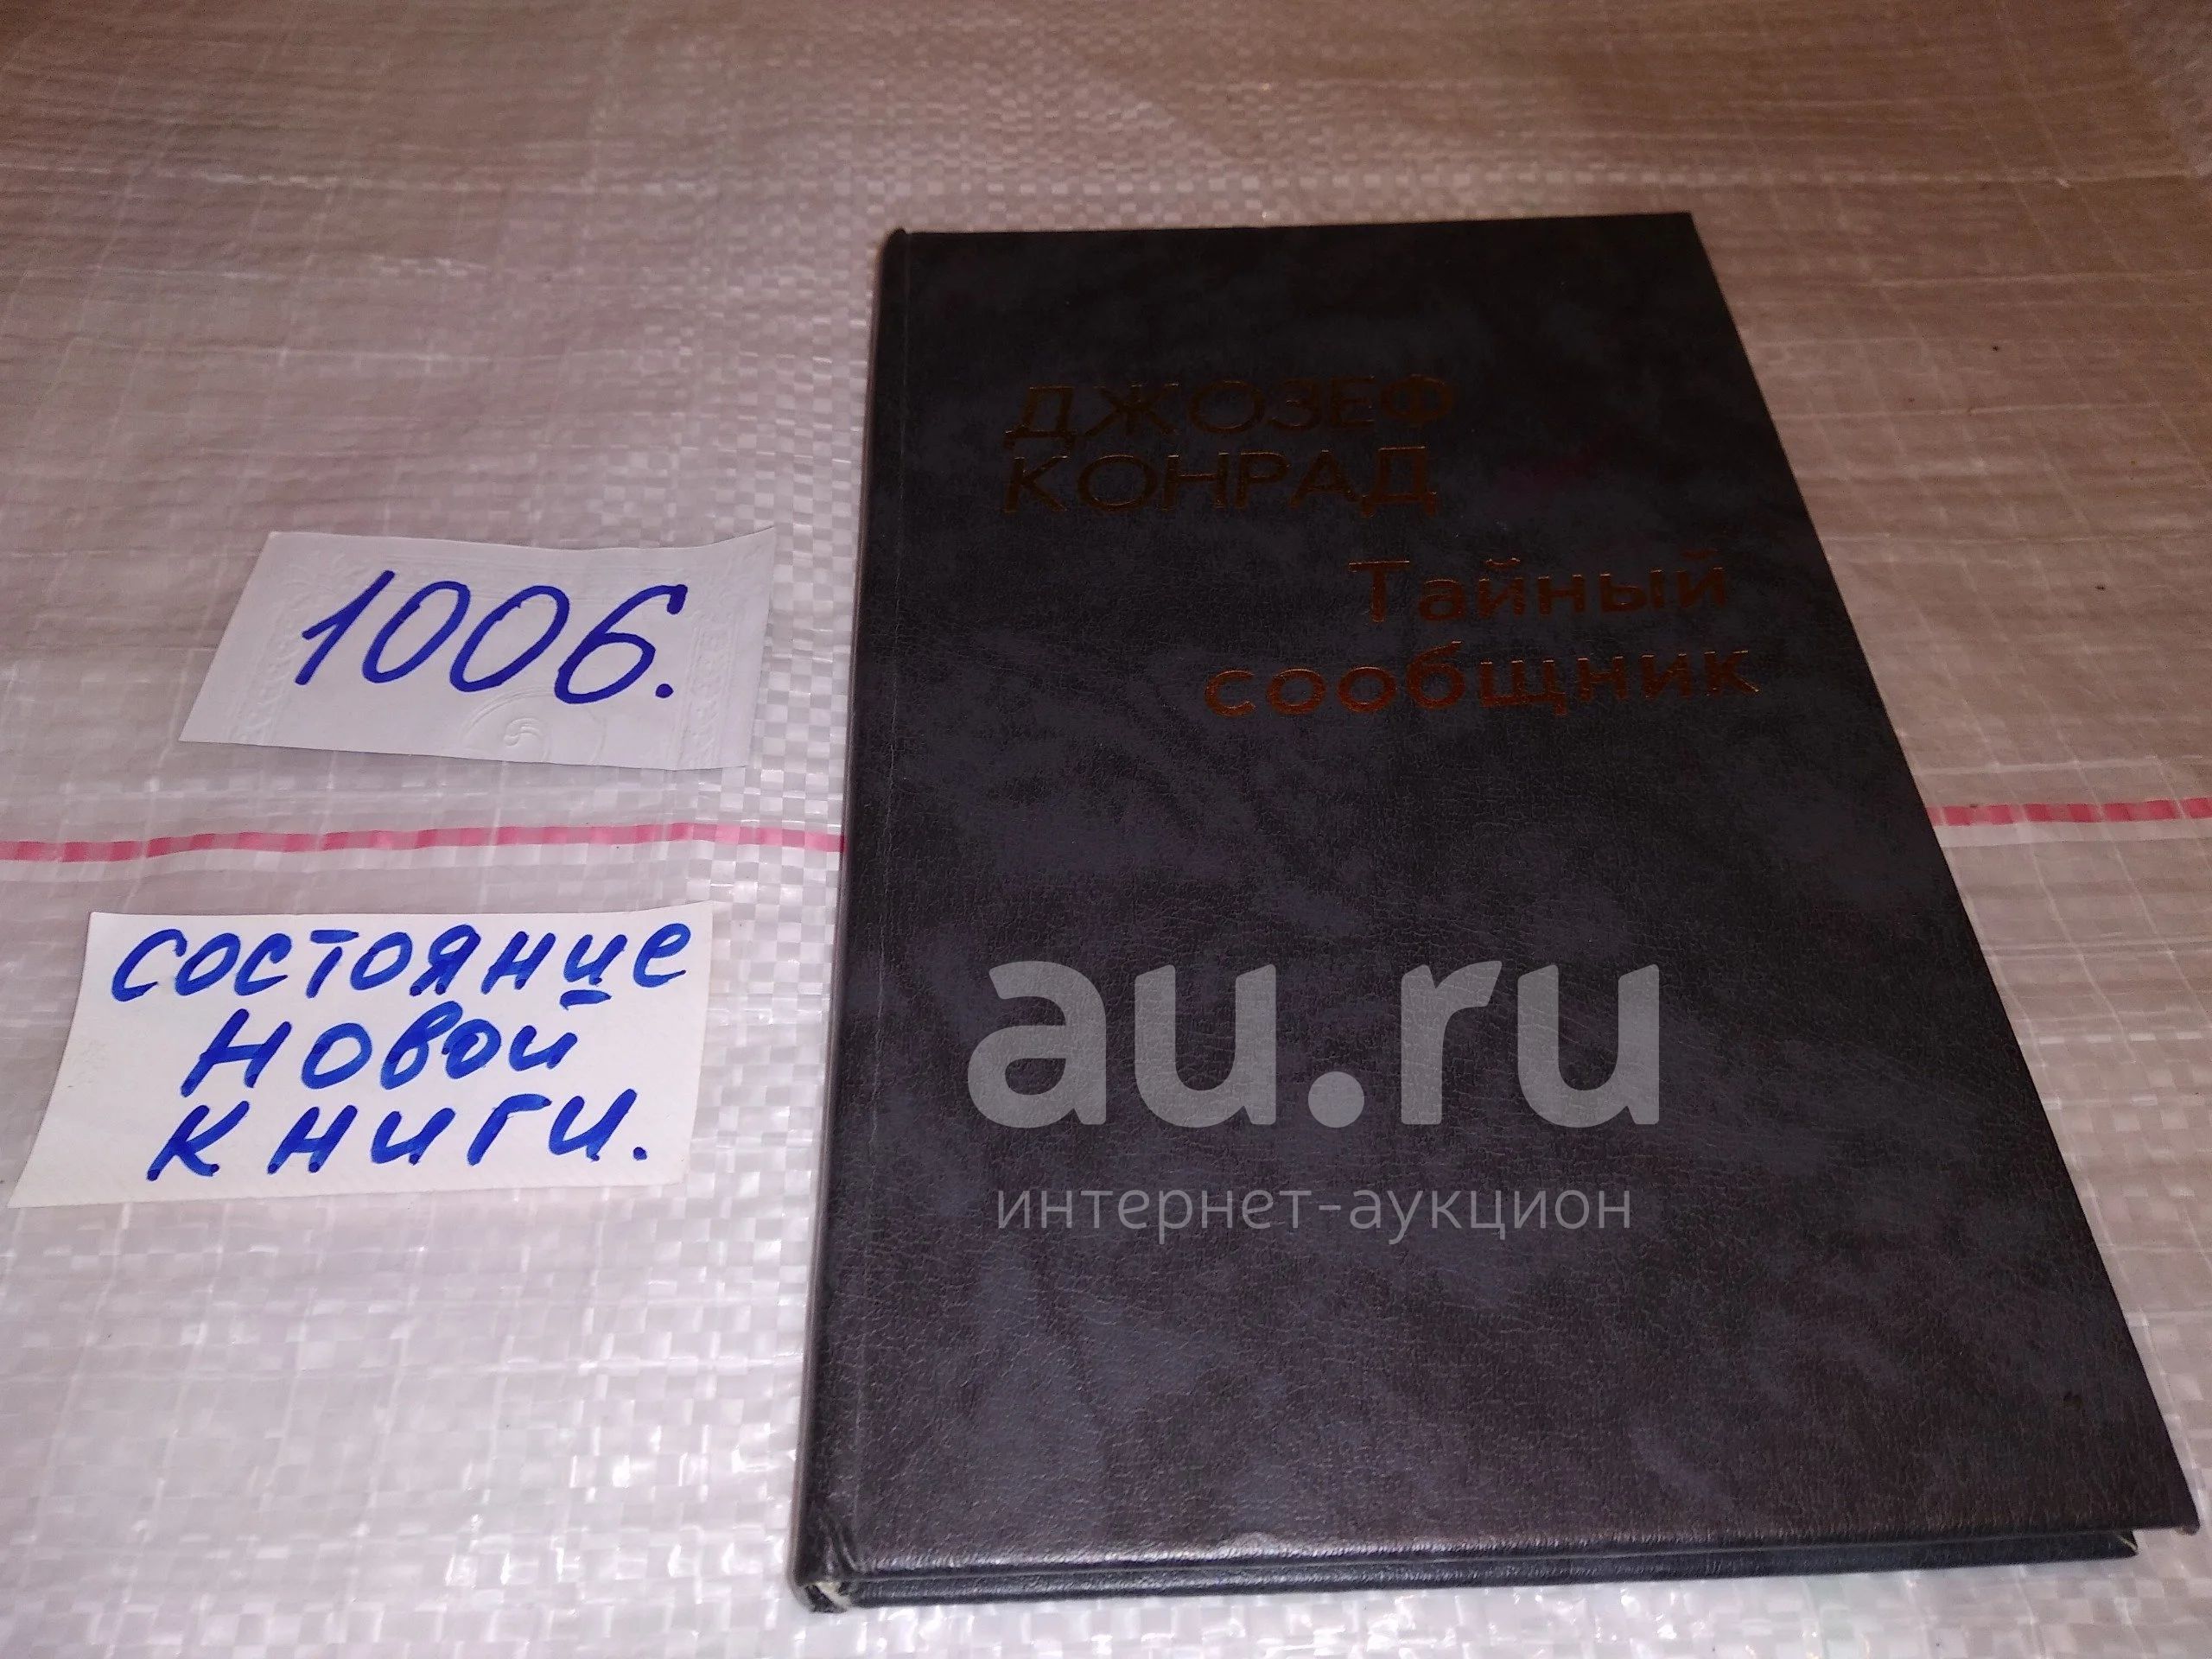 ДЖОЗЕФ
КОНРАД
Тайный
сообщник
1006.
состояние
новой
книги.
au.ru
интернет-аукцион